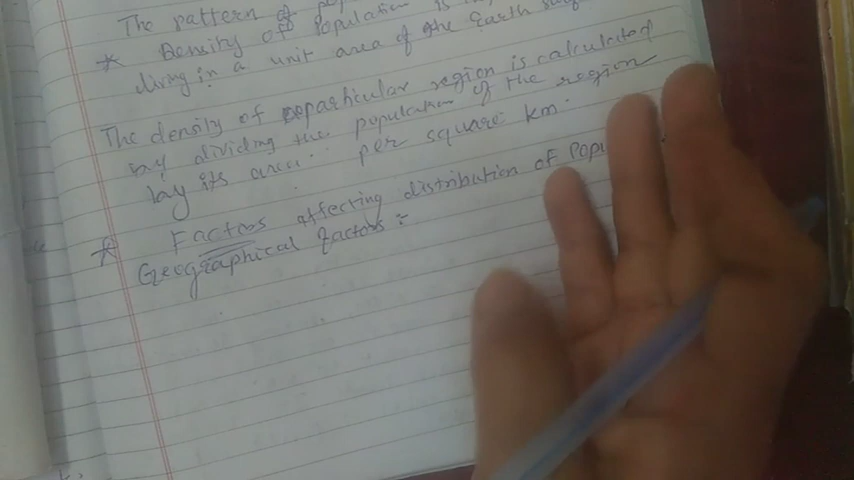 The pattern of
* Density of Population is
living in a unit area of the Earth
The density of particular region is calculated
by dividing the population of the region
by its area. per square km.
* Factors affecting distribution of Popu
Geographical factors :-